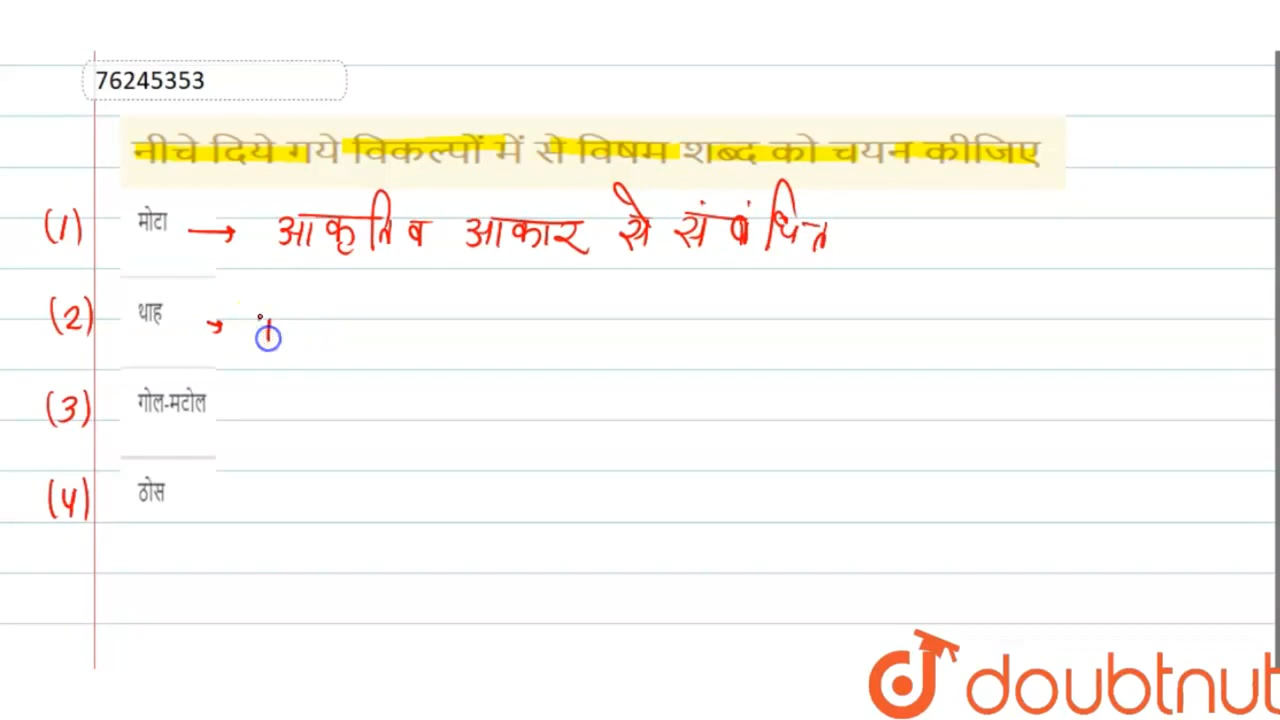 76245353
नीचे दिये गये विकल्पों में से विषम शब्द को चयन कीजिए
(1) मोटा → आकृति व आकार से संबंधित
(2) थाह →
(3) गोल-मटोल
(4) ठोस
doubtnut